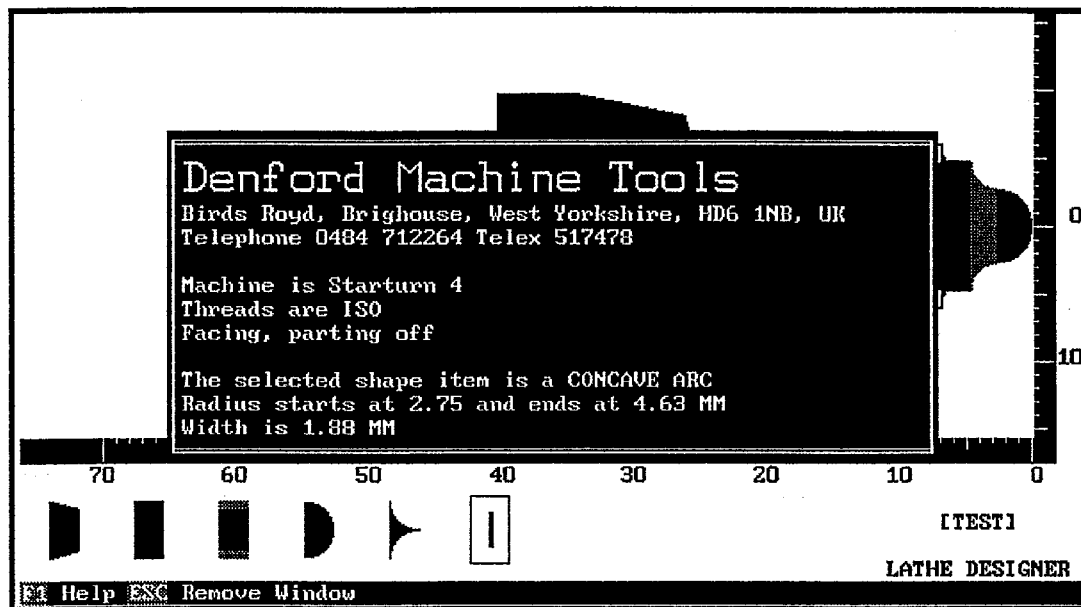 Denford Machine Tools
Birds Royd, Brighouse, West Yorkshire, HD6 1NB, UK
Telephone 0484 712264 Telex 517478
Machine is Starturn 4
Threads are ISO
Facing, parting off
The selected shape item is a CONCAVE ARC
Radius starts at 2.75 and ends at 4.63 MM
Width is 1.88 MM
0
10
70 60 50 40 30 20 10 0
[TEST]
LATHE DESIGNER
F1 Help ESC Remove Window